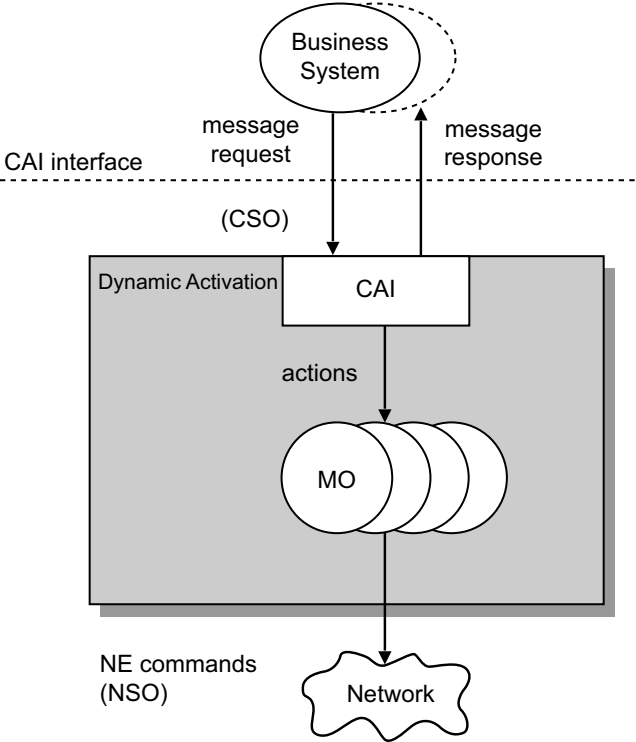 Business
System
message
request
message
response
CAI interface
(CSO)
Dynamic Activation
CAI
actions
MO
NE commands
(NSO)
Network